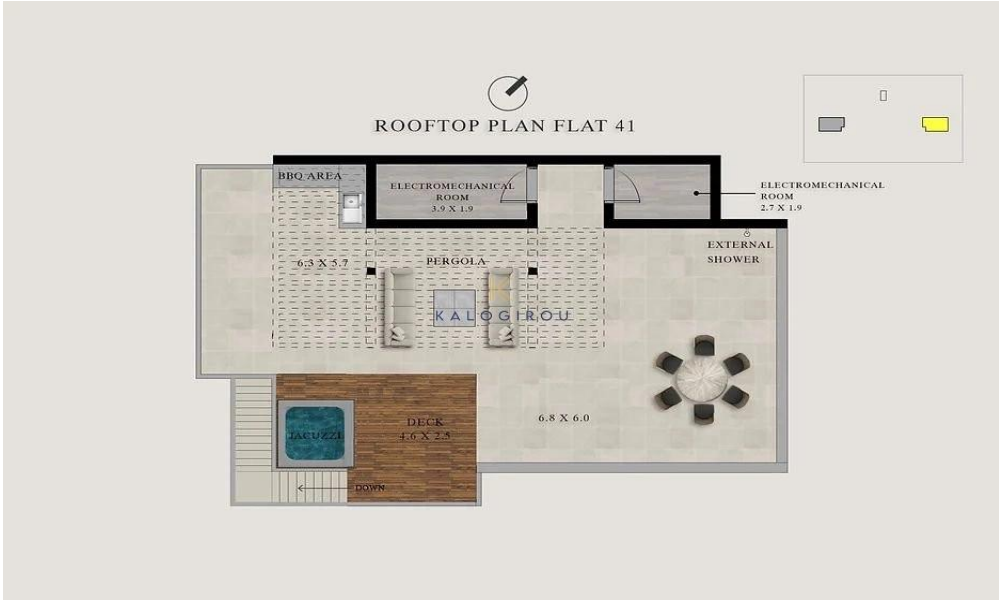 ROOFTOP PLAN FLAT 41
BBQ AREA
ELECTROMECHANICAL
ROOM
3.9 X 1.9
ELECTROMECHANICAL
ROOM
2.7 X 1.9
EXTERNAL
SHOWER
6.3 X 5.7
PERGOLA
KALOGIROU
6.8 X 6.0
JACUZZI
DECK
4.6 X 2.5
DOWN